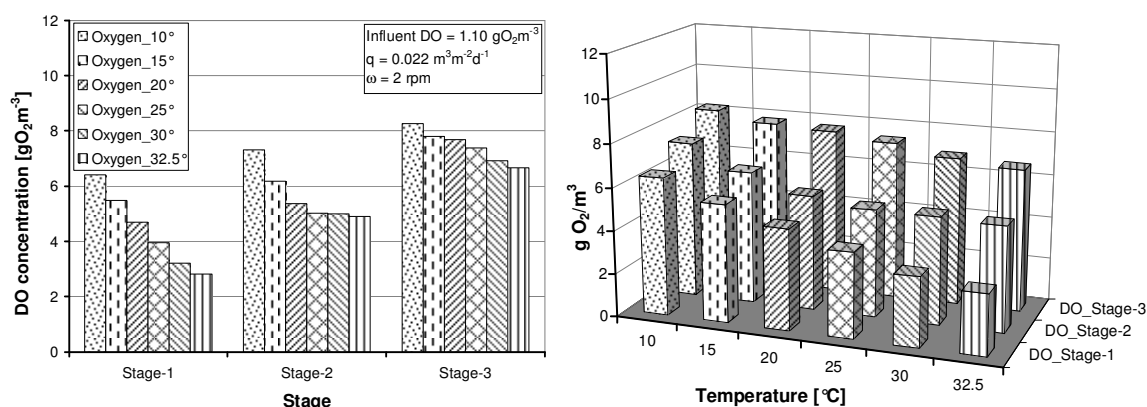 12
10
8
6
4
2
0
DO concentration [gO₂m⁻³]
Oxygen_10°
Oxygen_15°
Oxygen_20°
Oxygen_25°
Oxygen_30°
Oxygen_32.5°
Influent DO = 1.10 gO₂m⁻³
q = 0.022 m³m⁻²d⁻¹
ω = 2 rpm
Stage-1 Stage-2 Stage-3
Stage
12
10
8
6
4
2
0
g O₂/m³
10 15 20 25 30 32.5
Temperature [°C]
DO_Stage-3
DO_Stage-2
DO_Stage-1